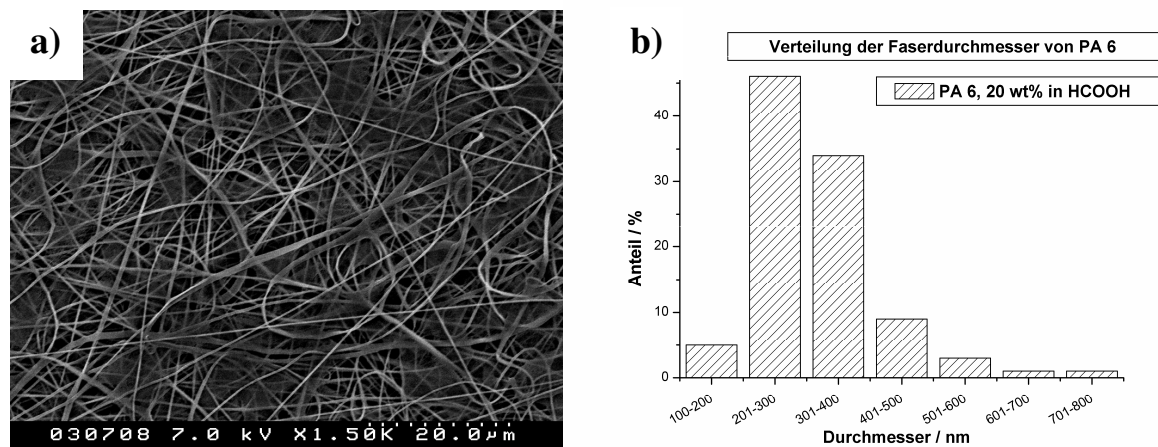 a)
030708 7.0 kV X1.50K 20.0µm
b)
Verteilung der Faserdurchmesser von PA 6
PA 6, 20 wt% in HCOOH
Anteil / %
40
30
20
10
0
100-200
201-300
301-400
401-500
501-600
601-700
701-800
Durchmesser / nm